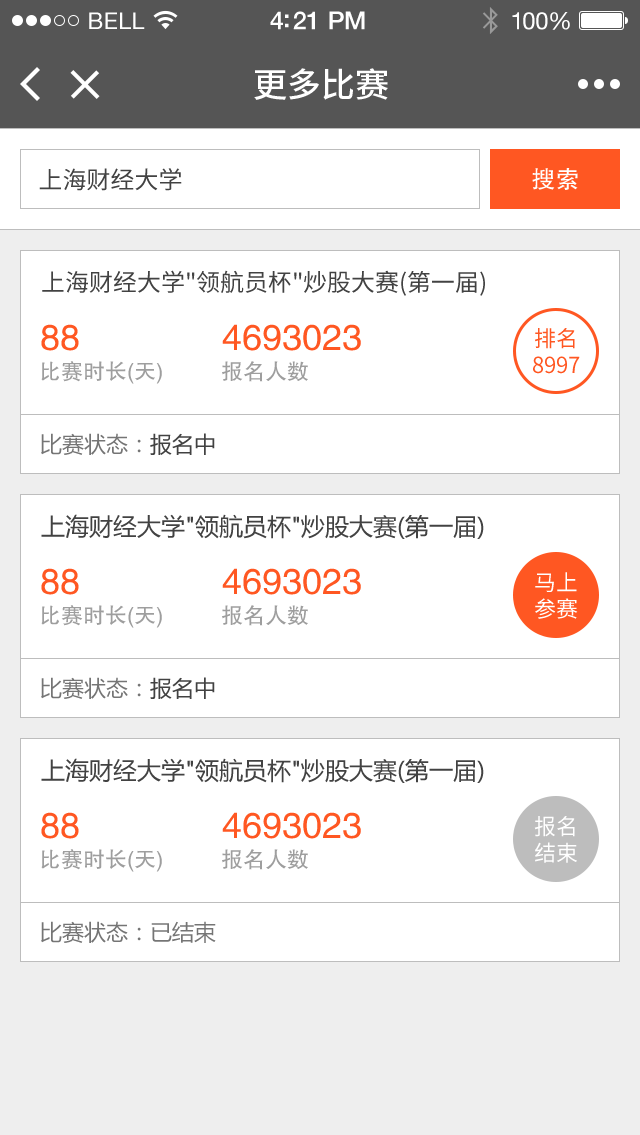 BELL 4:21 PM 100%
更多比赛
上海财经大学 搜索
上海财经大学"领航员杯"炒股大赛(第一届)
88 4693023 排名
比赛时长(天) 报名人数 8997
比赛状态：报名中
上海财经大学"领航员杯"炒股大赛(第一届)
88 4693023 马上
比赛时长(天) 报名人数 参赛
比赛状态：报名中
上海财经大学"领航员杯"炒股大赛(第一届)
88 4693023 报名
比赛时长(天) 报名人数 结束
比赛状态：已结束